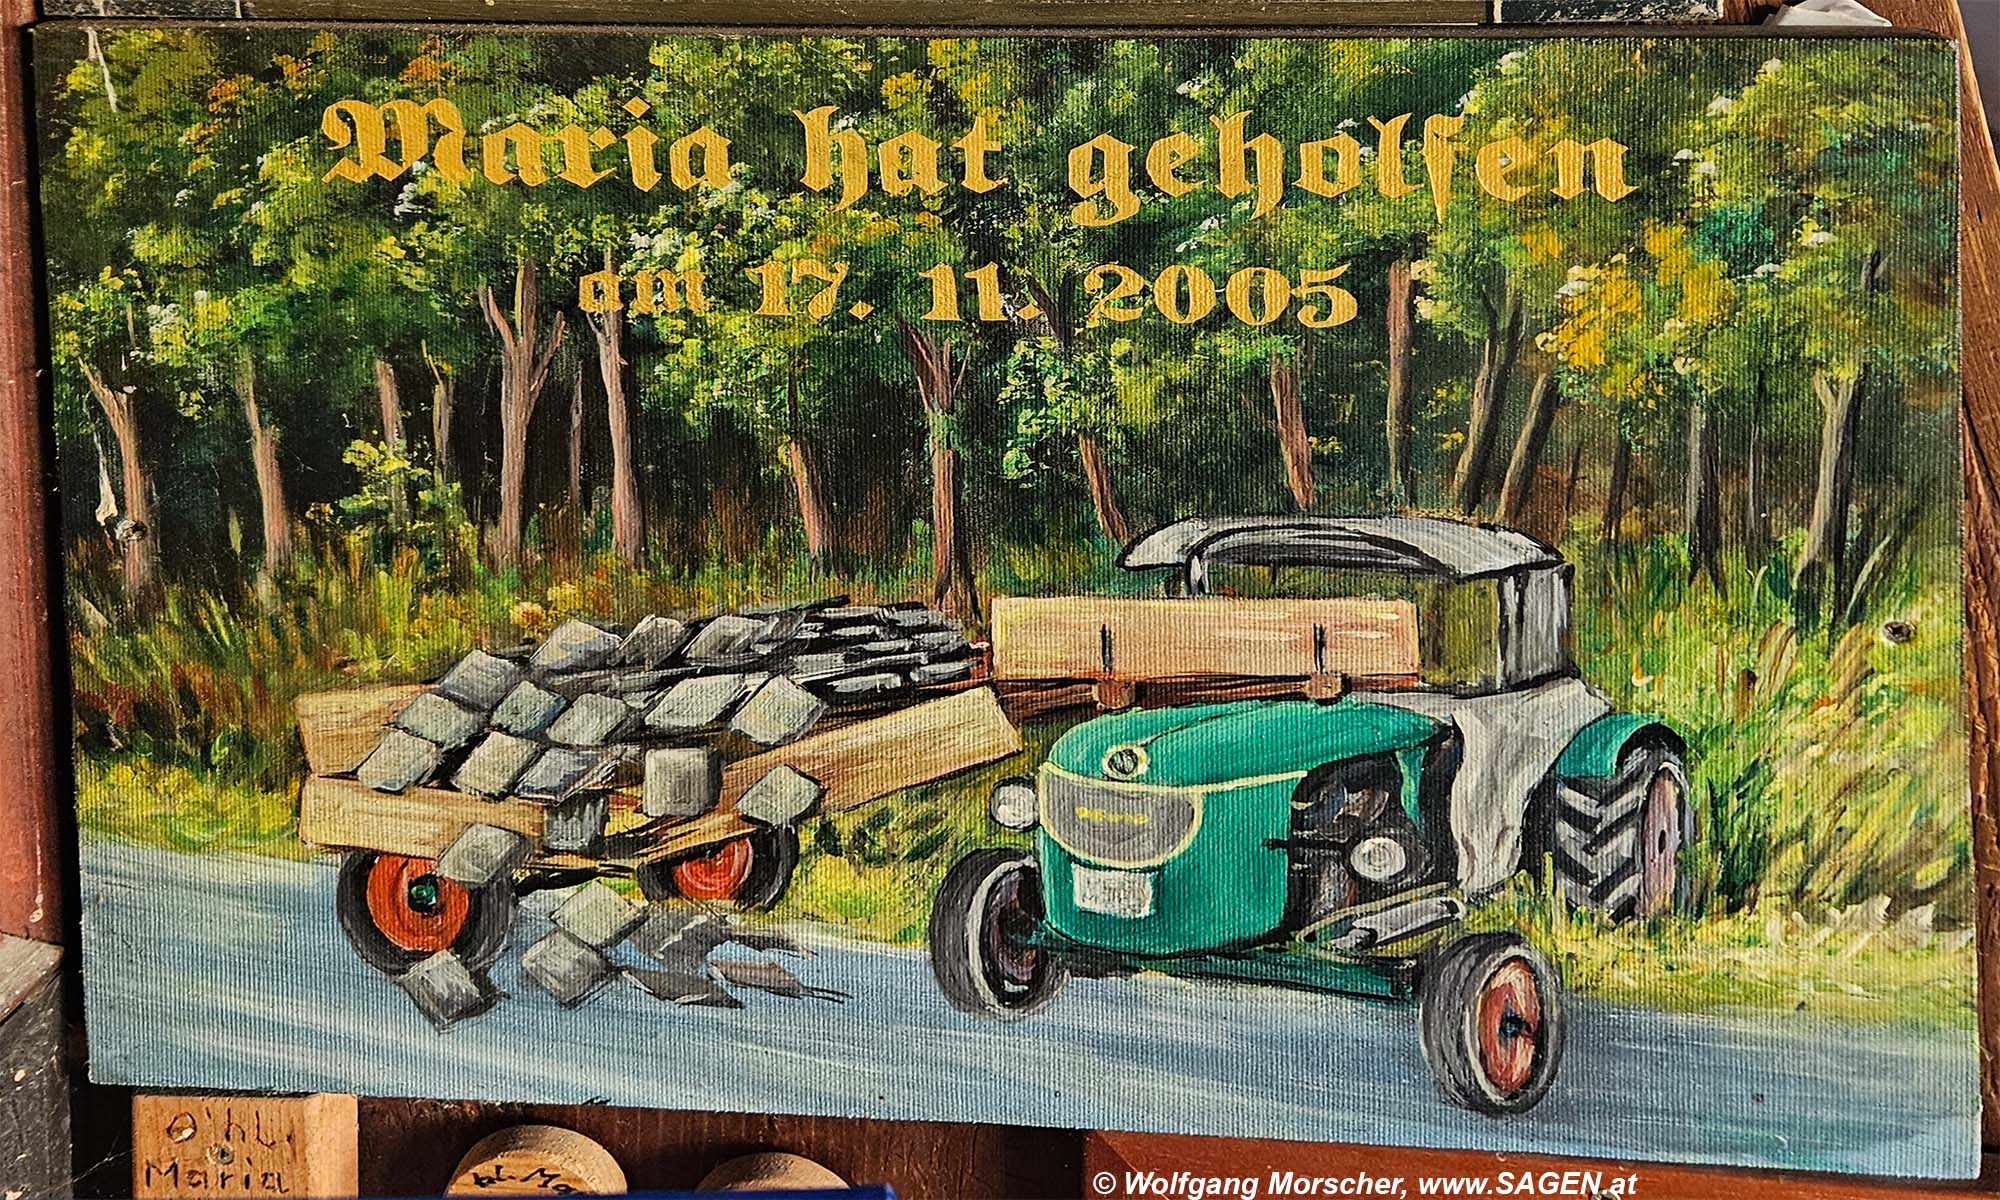 Maria hat geholfen
am 17. 11. 2005
Maria
© Wolfgang Morscher, www.SAGEN.at